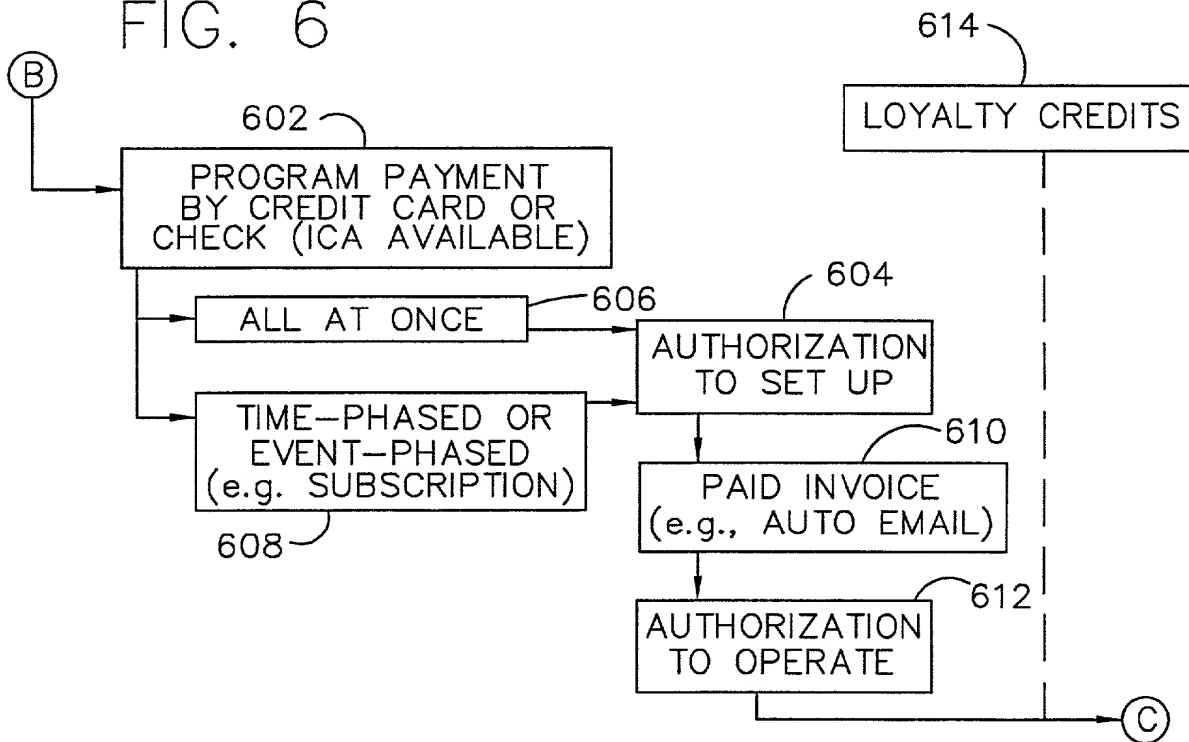 FIG. 6
B
614
LOYALTY CREDITS
602
PROGRAM PAYMENT
BY CREDIT CARD OR
CHECK (ICA AVAILABLE)
606
ALL AT ONCE
604
AUTHORIZATION
TO SET UP
TIME-PHASED OR
EVENT-PHASED
(e.g. SUBSCRIPTION)
608
610
PAID INVOICE
(e.g., AUTO EMAIL)
612
AUTHORIZATION
TO OPERATE
C